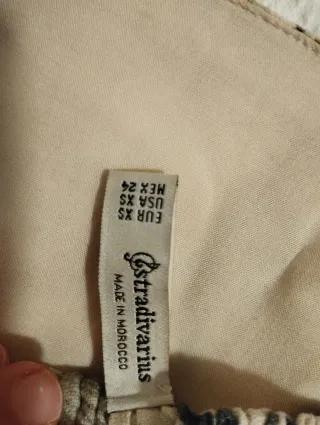 EUR XS
USA XS
MEX 24
Stradivarius
MADE IN MOROCCO